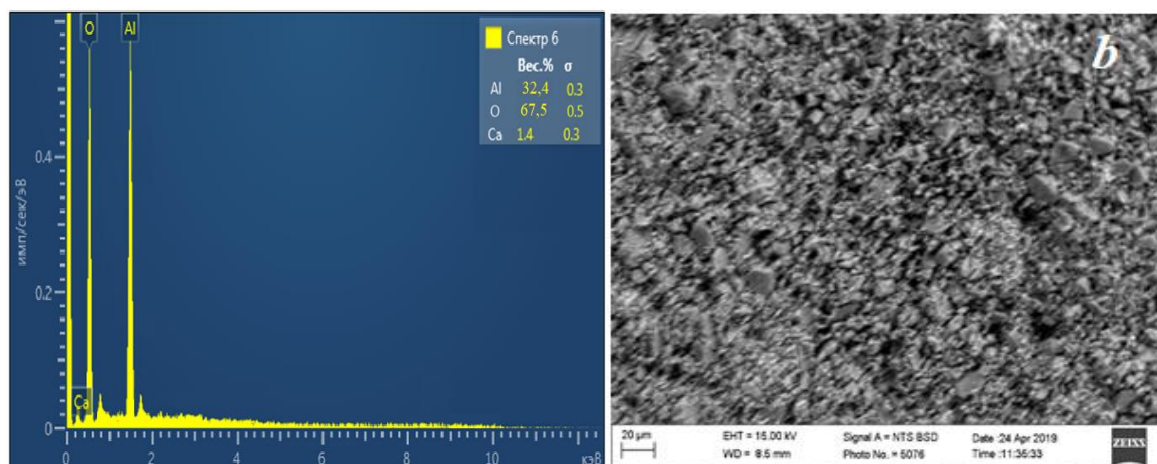 O Al
Спектр 6
Вес.% σ
Al 32,4 0.3
O 67,5 0.5
Ca 1.4 0.3
0.4
имп/сек/эВ
0.2
Ca
0
0 2 4 6 8 10 кэВ
b
20 µm
EHT = 15.00 kV Signal A = NTS BSD Date :24 Apr 2019
WD = 8.5 mm Photo No. = 5076 Time :11:35:33
ZEISS